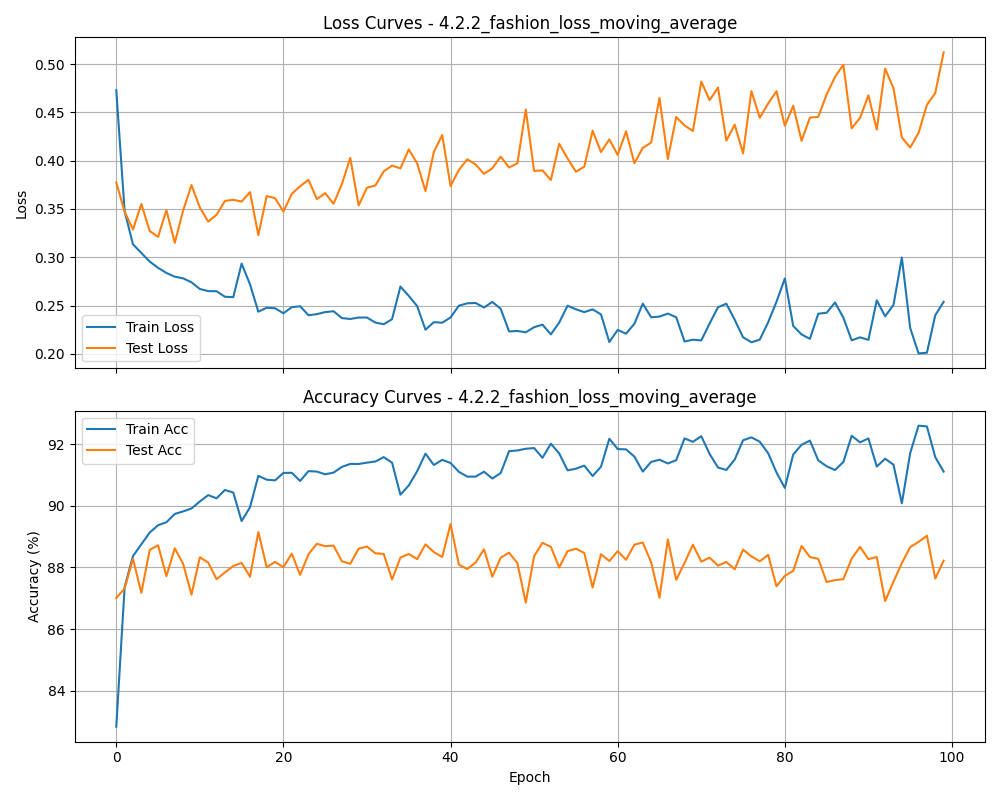 Loss Curves - 4.2.2_fashion_loss_moving_average
0.50
0.45
0.40
0.35
0.30
0.25
0.20
Loss
Train Loss
Test Loss
Accuracy Curves - 4.2.2_fashion_loss_moving_average
Train Acc
Test Acc
92
90
88
86
84
Accuracy (%)
0 20 40 60 80 100
Epoch